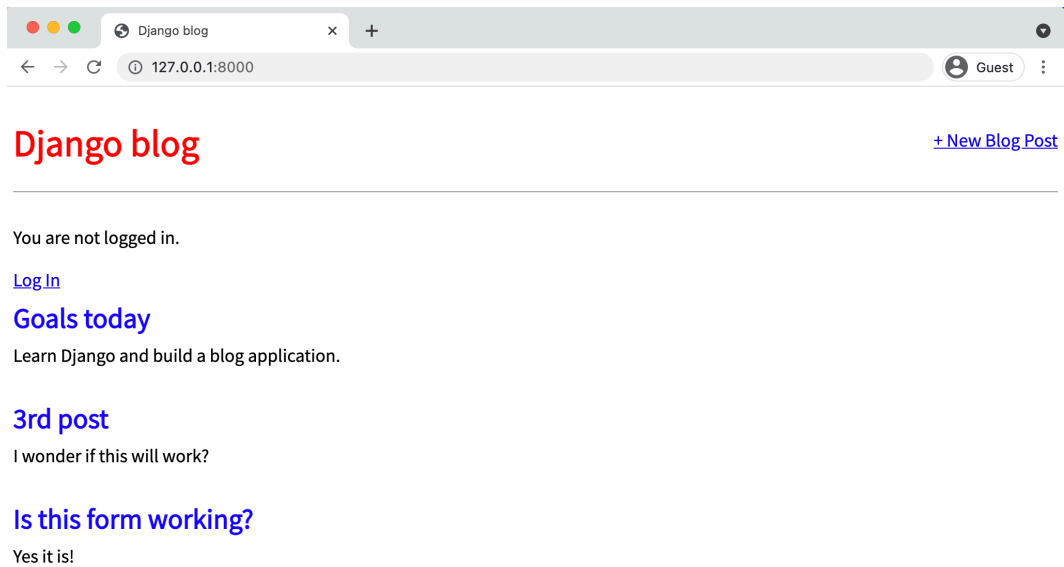 Django blog
127.0.0.1:8000
Guest
Django blog
+ New Blog Post
You are not logged in.
Log In
Goals today
Learn Django and build a blog application.
3rd post
I wonder if this will work?
Is this form working?
Yes it is!